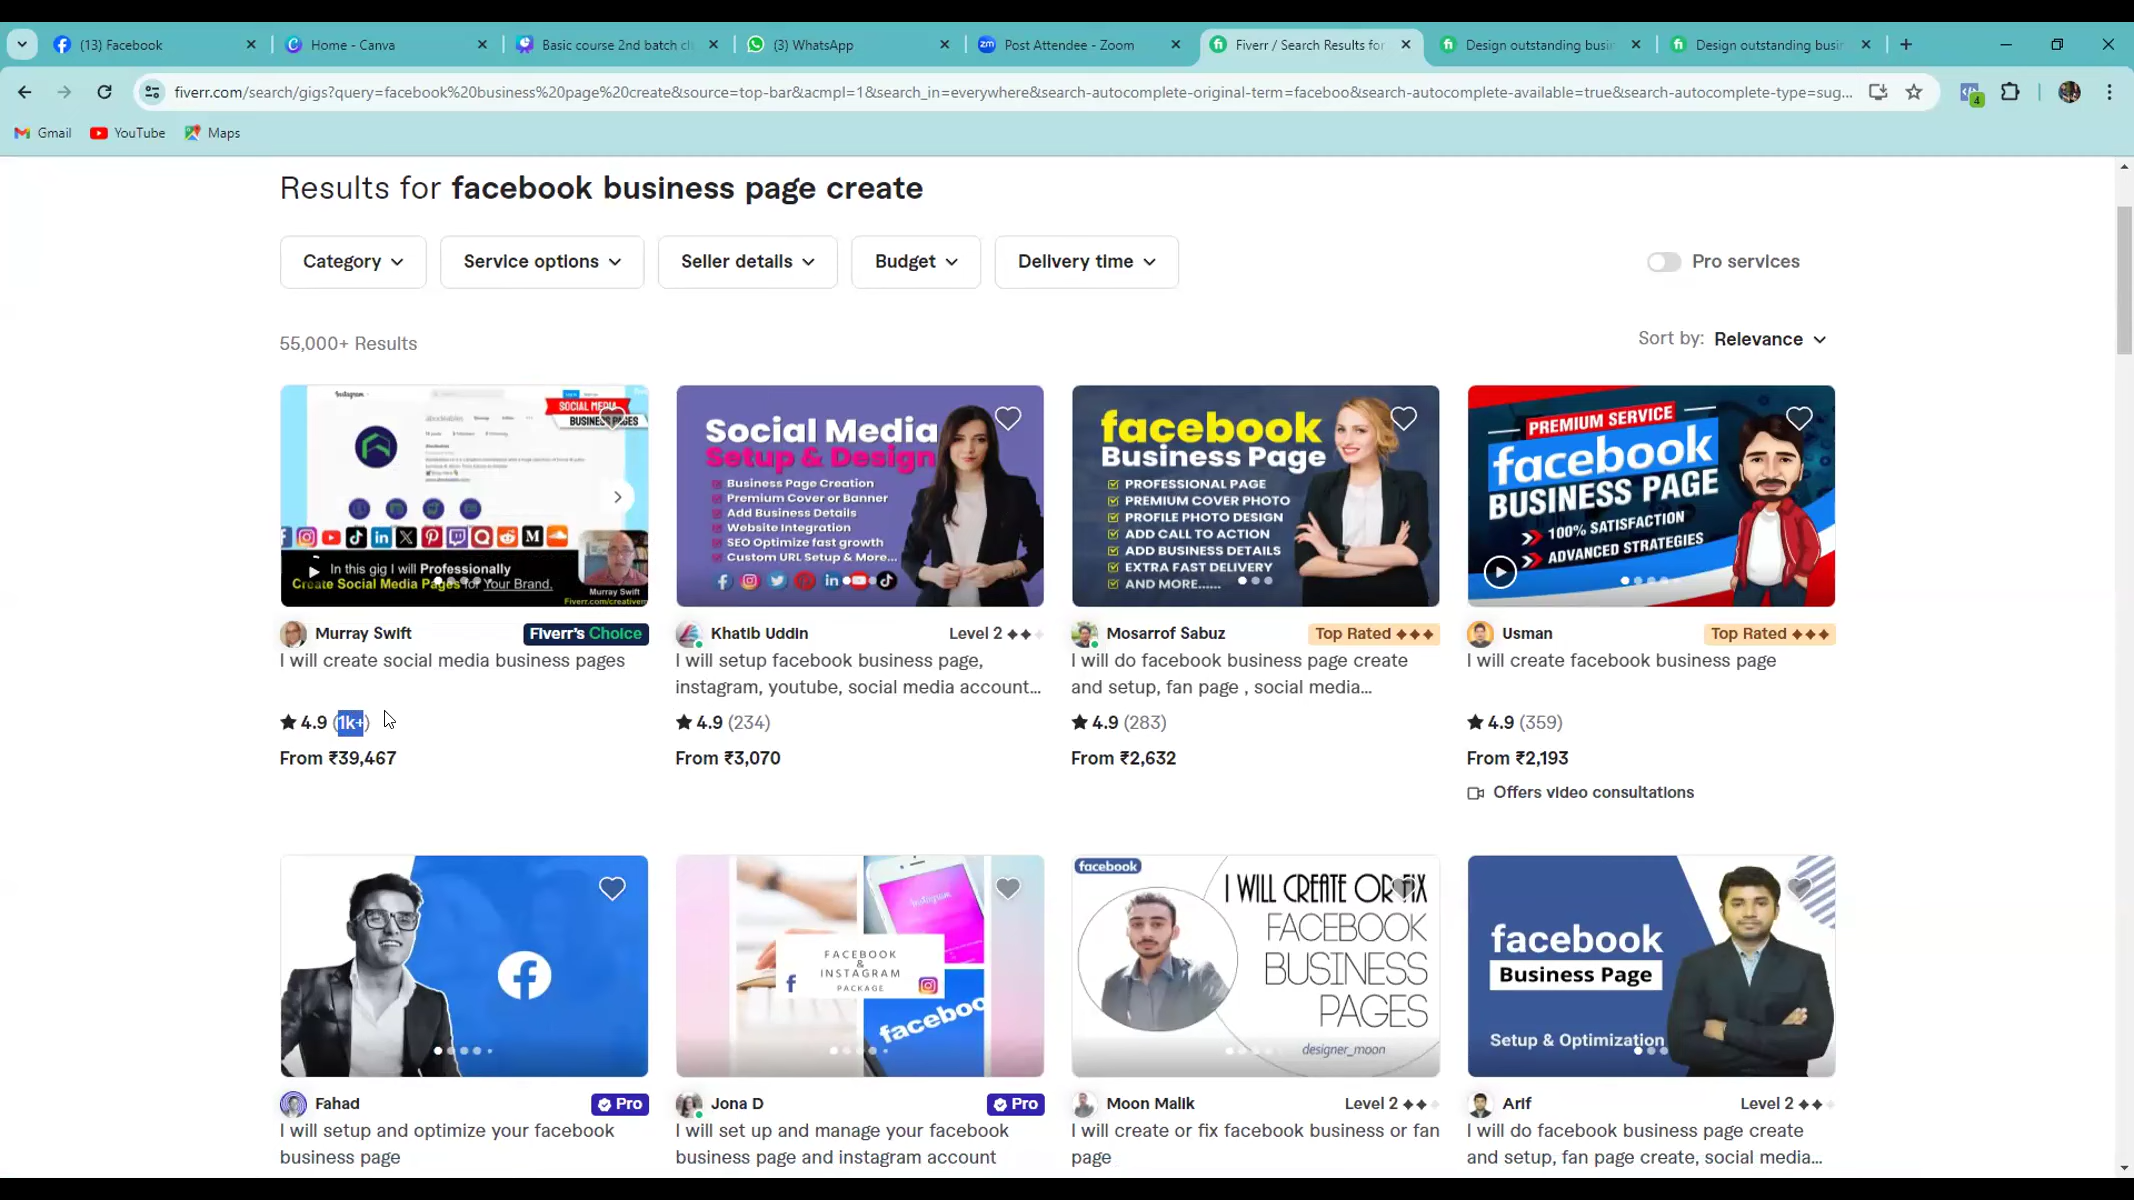 (13) Facebook
Home - Canva
Basic course 2nd batch cl
(3) WhatsApp
Post Attendee - Zoom
Fiverr / Search Results for
Design outstanding busi
Design outstanding busi
fiverr.com/search/gigs?query=facebook%20business%20page%20create&source=top-bar&acmpl=1&search_in=everywhere&search-autocomplete-original-term=faceboo&search-autocomplete-available=true&search-autocomplete-type=sug...
4
Gmail
YouTube
Maps
Results for facebook business page create
Category
Service options
Seller details
Budget
Delivery time
Pro services
55,000+ Results
Sort by: Relevance
Instagram
SOCIAL MEDIA
BUSINESS PAGES
In this gig I will Professionally
Create Social Media Pages for Your Brand.
Murray Swift
Social Media
Setup & Design
Business Page Creation
Premium Cover or Banner
Add Business Details
Website Integration
SEO Optimize fast growth
Custom URL Setup & More...
facebook
Business Page
PROFESSIONAL PAGE
PREMIUM COVER PHOTO
PROFILE PHOTO DESIGN
ADD CALL TO ACTION
ADD BUSINESS DETAILS
EXTRA FAST DELIVERY
AND MORE......
PREMIUM SERVICE
facebook
BUSINESS PAGE
100% SATISFACTION
ADVANCED STRATEGIES
Murray Swift
Fiverr's Choice
I will create social media business pages
4.9 (1k+)
From ₹39,467
Khatib Uddin
Level 2
I will setup facebook business page,
instagram, youtube, social media account...
4.9 (234)
From ₹3,070
Mosarrof Sabuz
Top Rated
I will do facebook business page create
and setup, fan page , social media...
4.9 (283)
From ₹2,632
Usman
Top Rated
I will create facebook business page
4.9 (359)
From ₹2,193
Offers video consultations
FACEBOOK
&
INSTAGRAM
PACKAGE
Instagram
faceboo
facebook
I WILL CREATE OR FIX
FACEBOOK
BUSINESS
PAGES
designer_moon
facebook
Business Page
Setup & Optimization
Fahad
Pro
I will setup and optimize your facebook
business page
Jona D
Pro
I will set up and manage your facebook
business page and instagram account
Moon Malik
Level 2
I will create or fix facebook business or fan
page
Arif
Level 2
I will do facebook business page create
and setup, fan page create, social media...